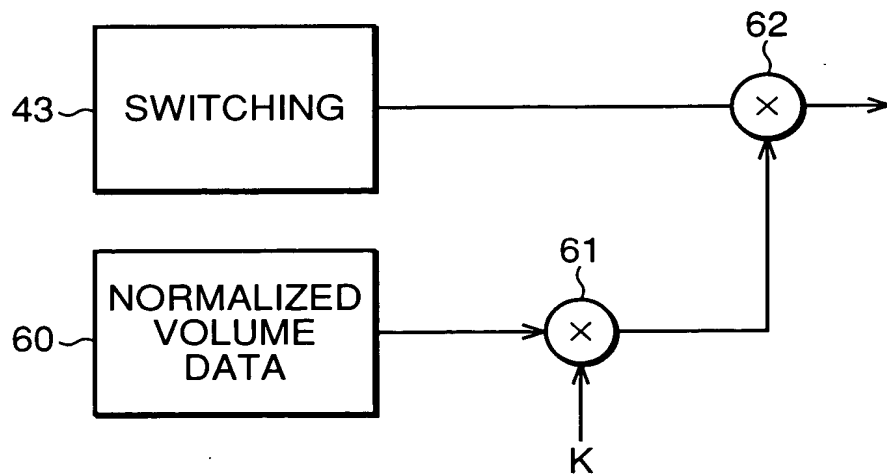 62
43
SWITCHING
×
61
NORMALIZED
VOLUME
DATA
60
×
K